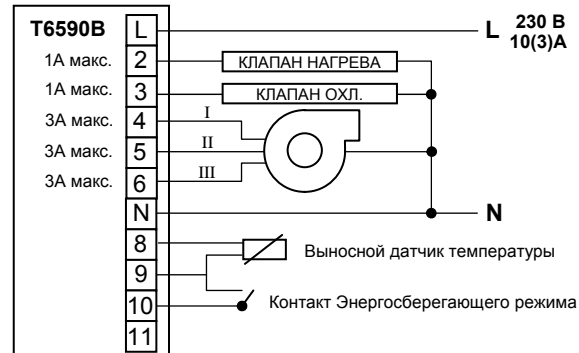 T6590B
L
L
230 В
10(3)А
1А макс.
2
КЛАПАН НАГРЕВА
1А макс.
3
КЛАПАН ОХЛ.
3А макс.
4
I
3А макс.
5
II
3А макс.
6
III
N
N
8
Выносной датчик температуры
9
10
Контакт Энергосберегающего режима
11